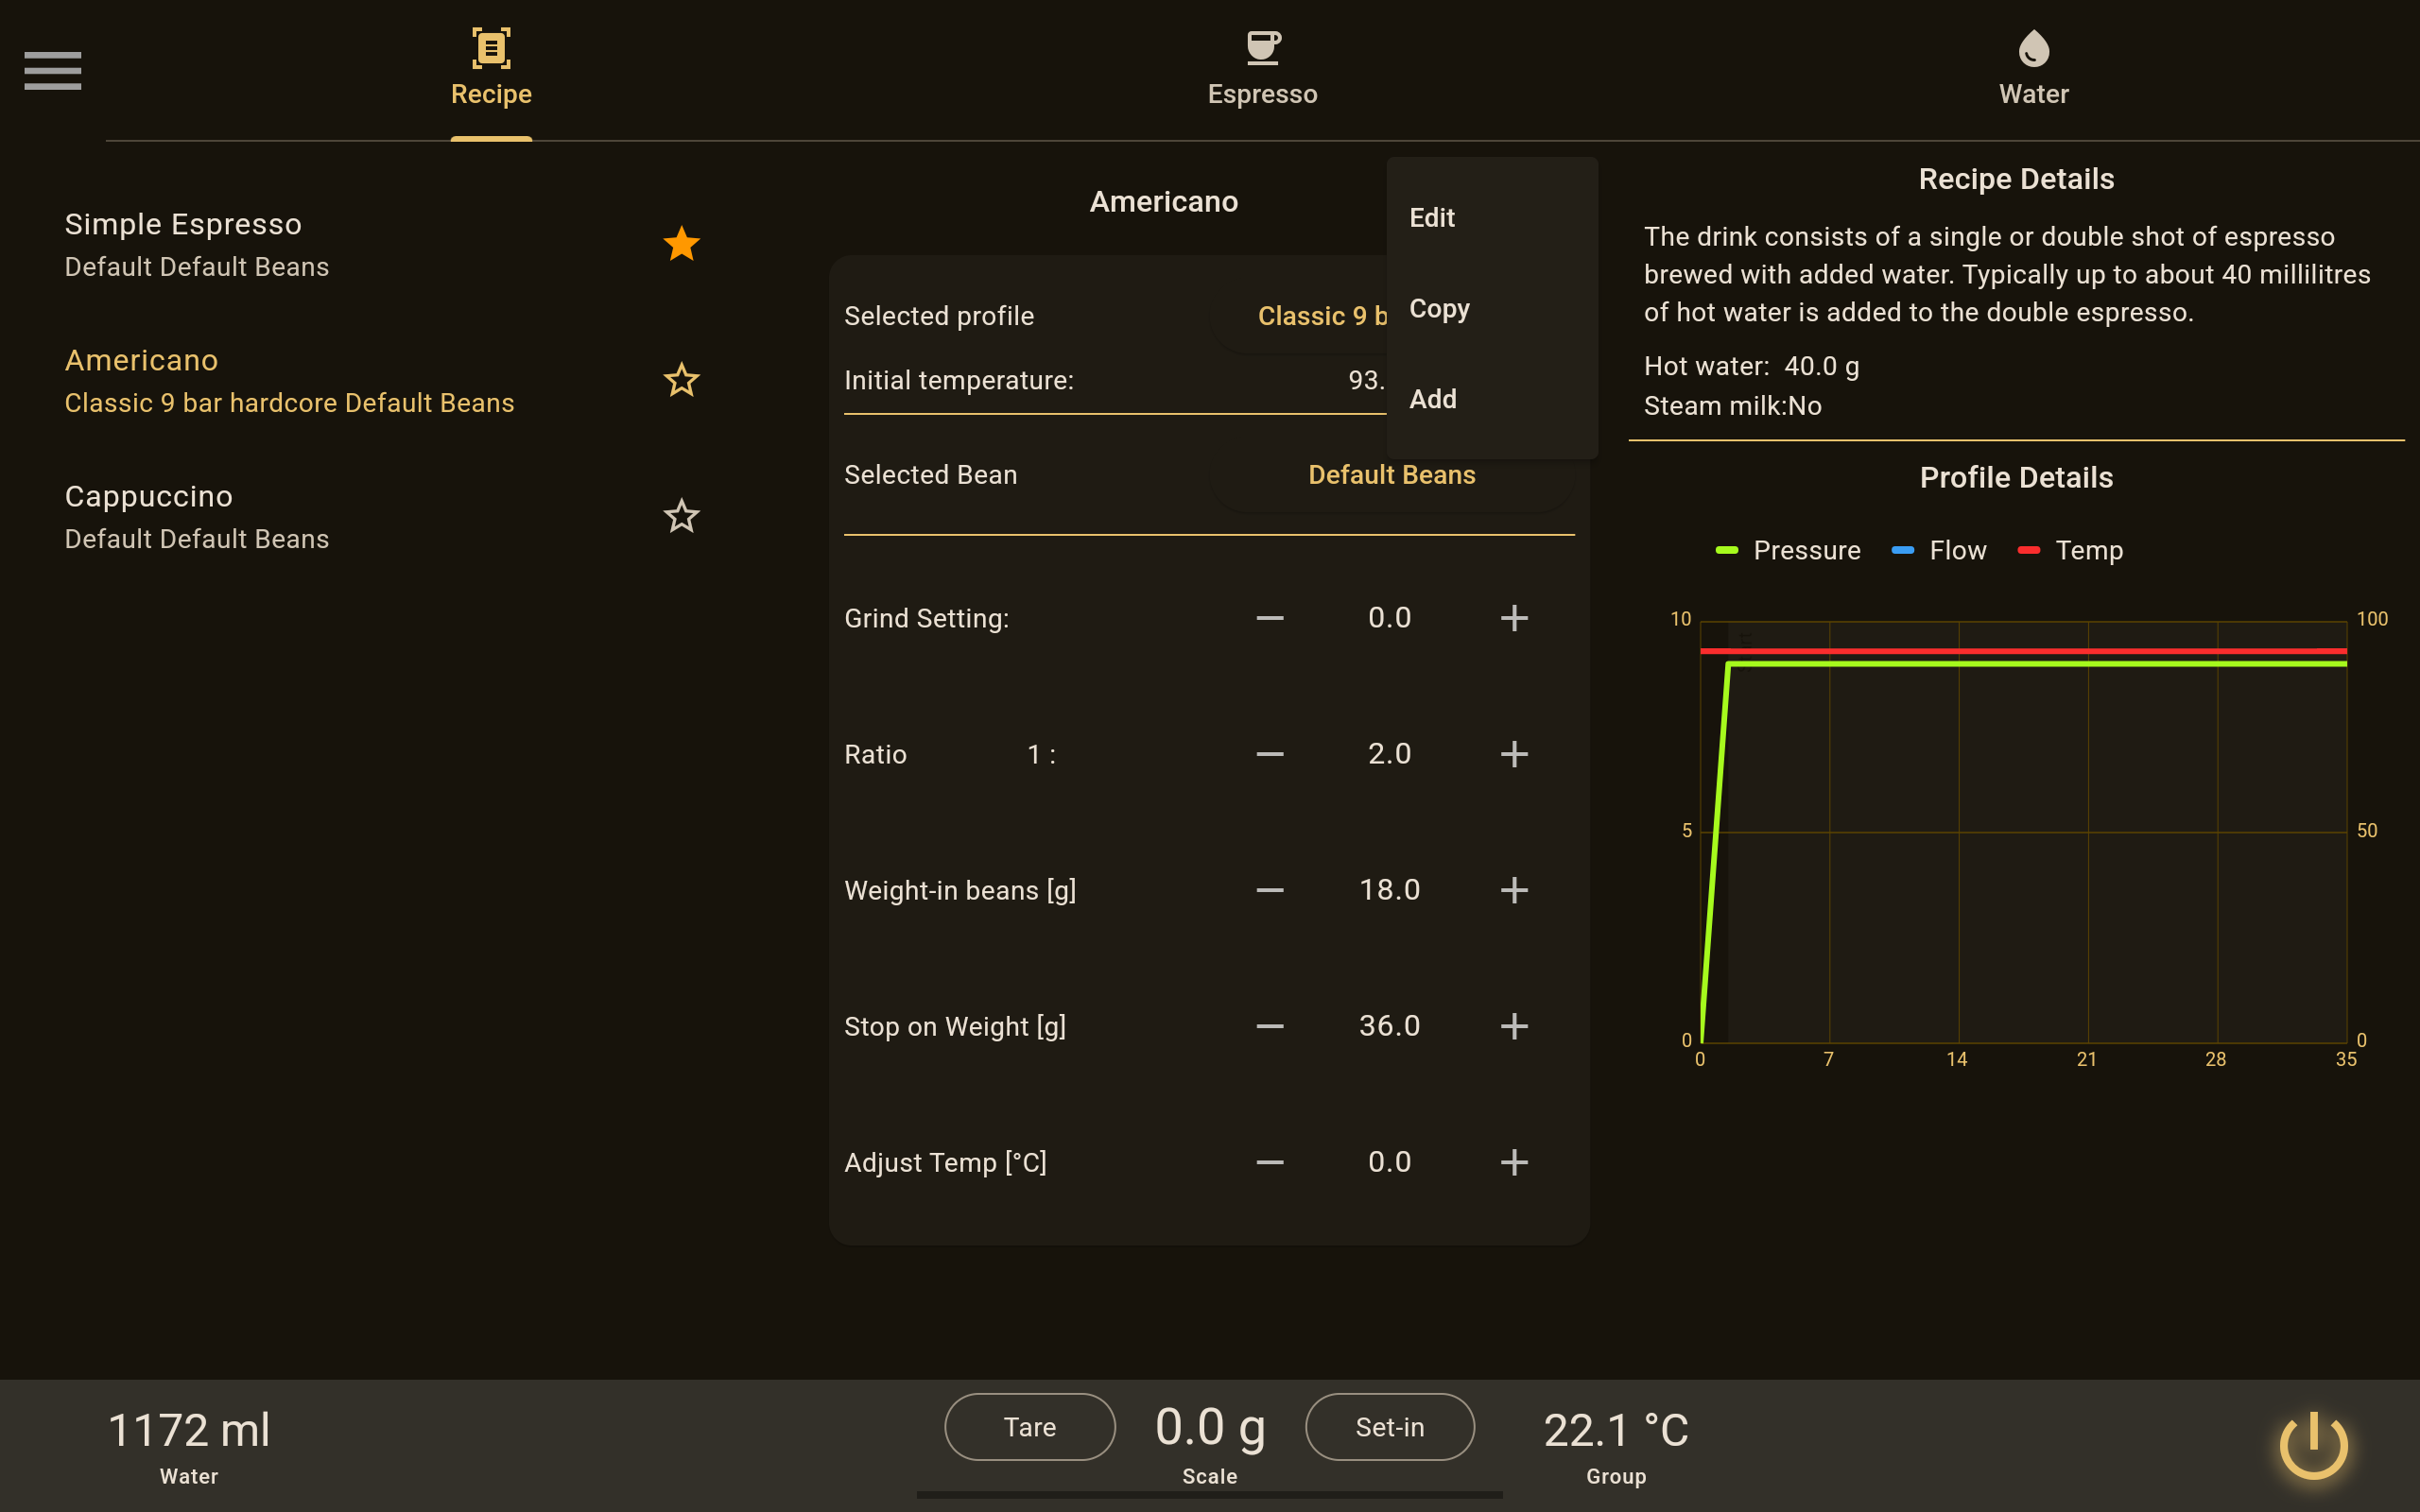 Recipe
Espresso
Water
Simple Espresso
Default Default Beans
Americano
Classic 9 bar hardcore Default Beans
Cappuccino
Default Default Beans
Americano
Selected profile
Classic 9 b
Initial temperature:
93.
Selected Bean
Default Beans
Grind Setting:
0.0
Ratio 1 :
2.0
Weight-in beans [g]
18.0
Stop on Weight [g]
36.0
Adjust Temp [°C]
0.0
Edit
Copy
Add
Recipe Details
The drink consists of a single or double shot of espresso
brewed with added water. Typically up to about 40 millilitres
of hot water is added to the double espresso.
Hot water: 40.0 g
Steam milk:No
Profile Details
Pressure Flow Temp
10 100
5 50
0 0
0 7 14 21 28 35
1172 ml
Water
Tare
0.0 g
Scale
Set-in
22.1 °C
Group